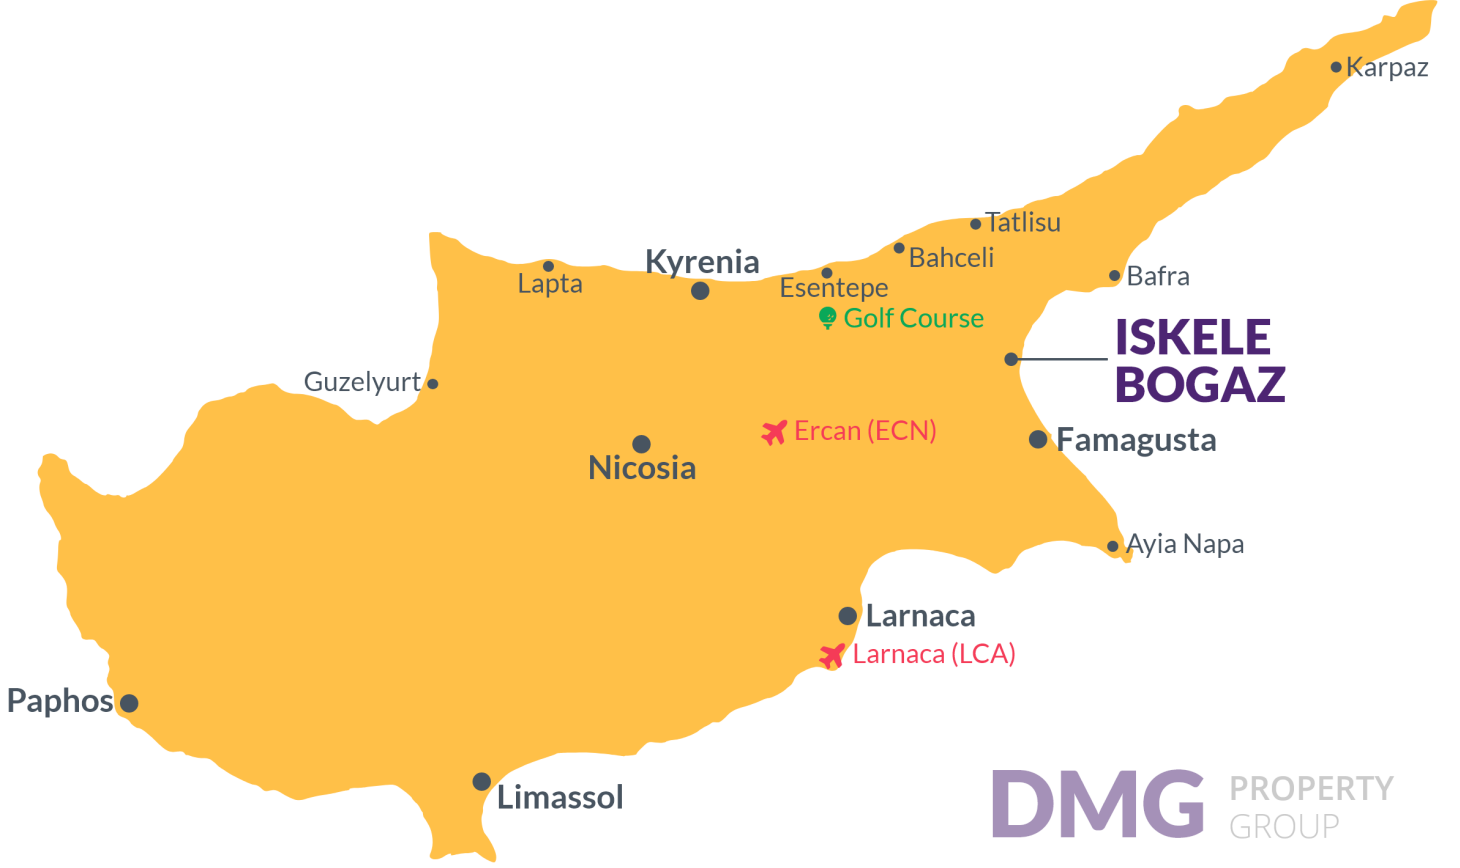 Karpaz
Tatlisu
Kyrenia
Bahceli
Lapta
Esentepe
Bafra
Golf Course
ISKELE
BOGAZ
Guzelyurt
Ercan (ECN)
Famagusta
Nicosia
Ayia Napa
Larnaca
Larnaca (LCA)
Paphos
Limassol
DMG PROPERTY
GROUP